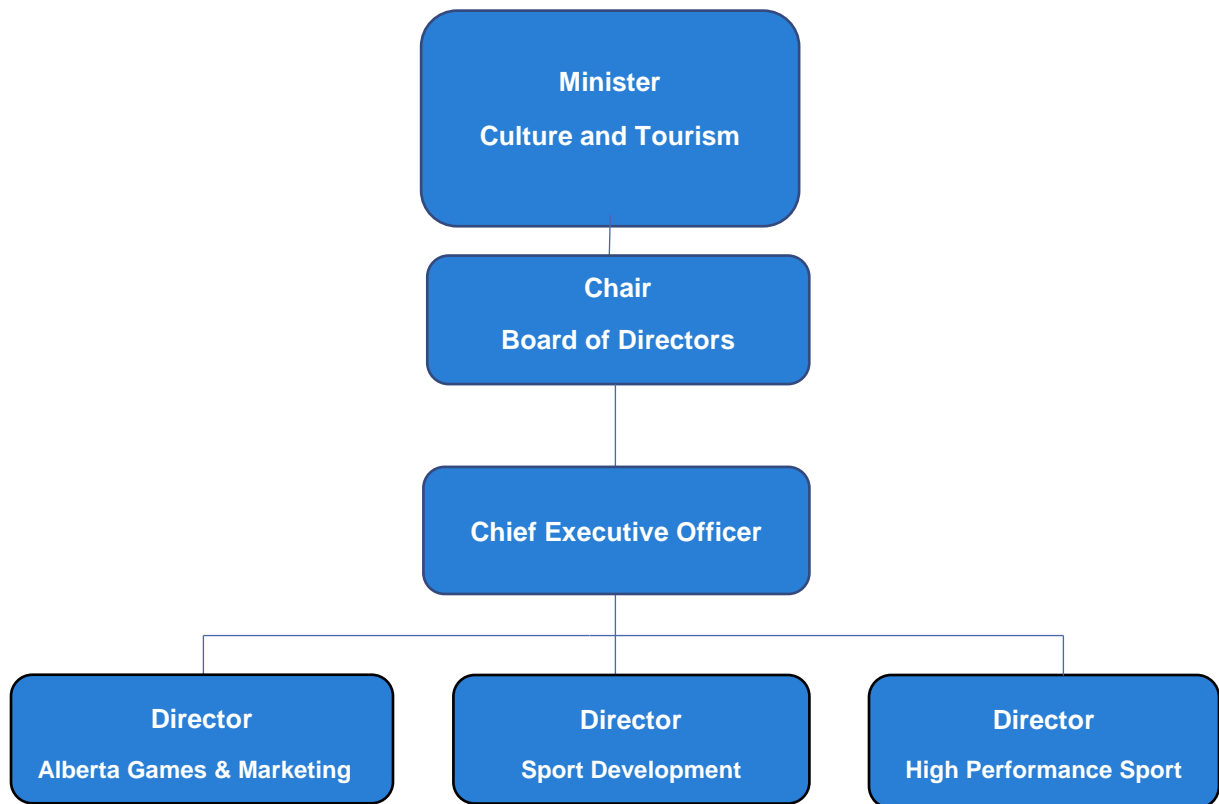 Minister
Culture and Tourism
Chair
Board of Directors
Chief Executive Officer
Director
Alberta Games & Marketing
Director
Sport Development
Director
High Performance Sport